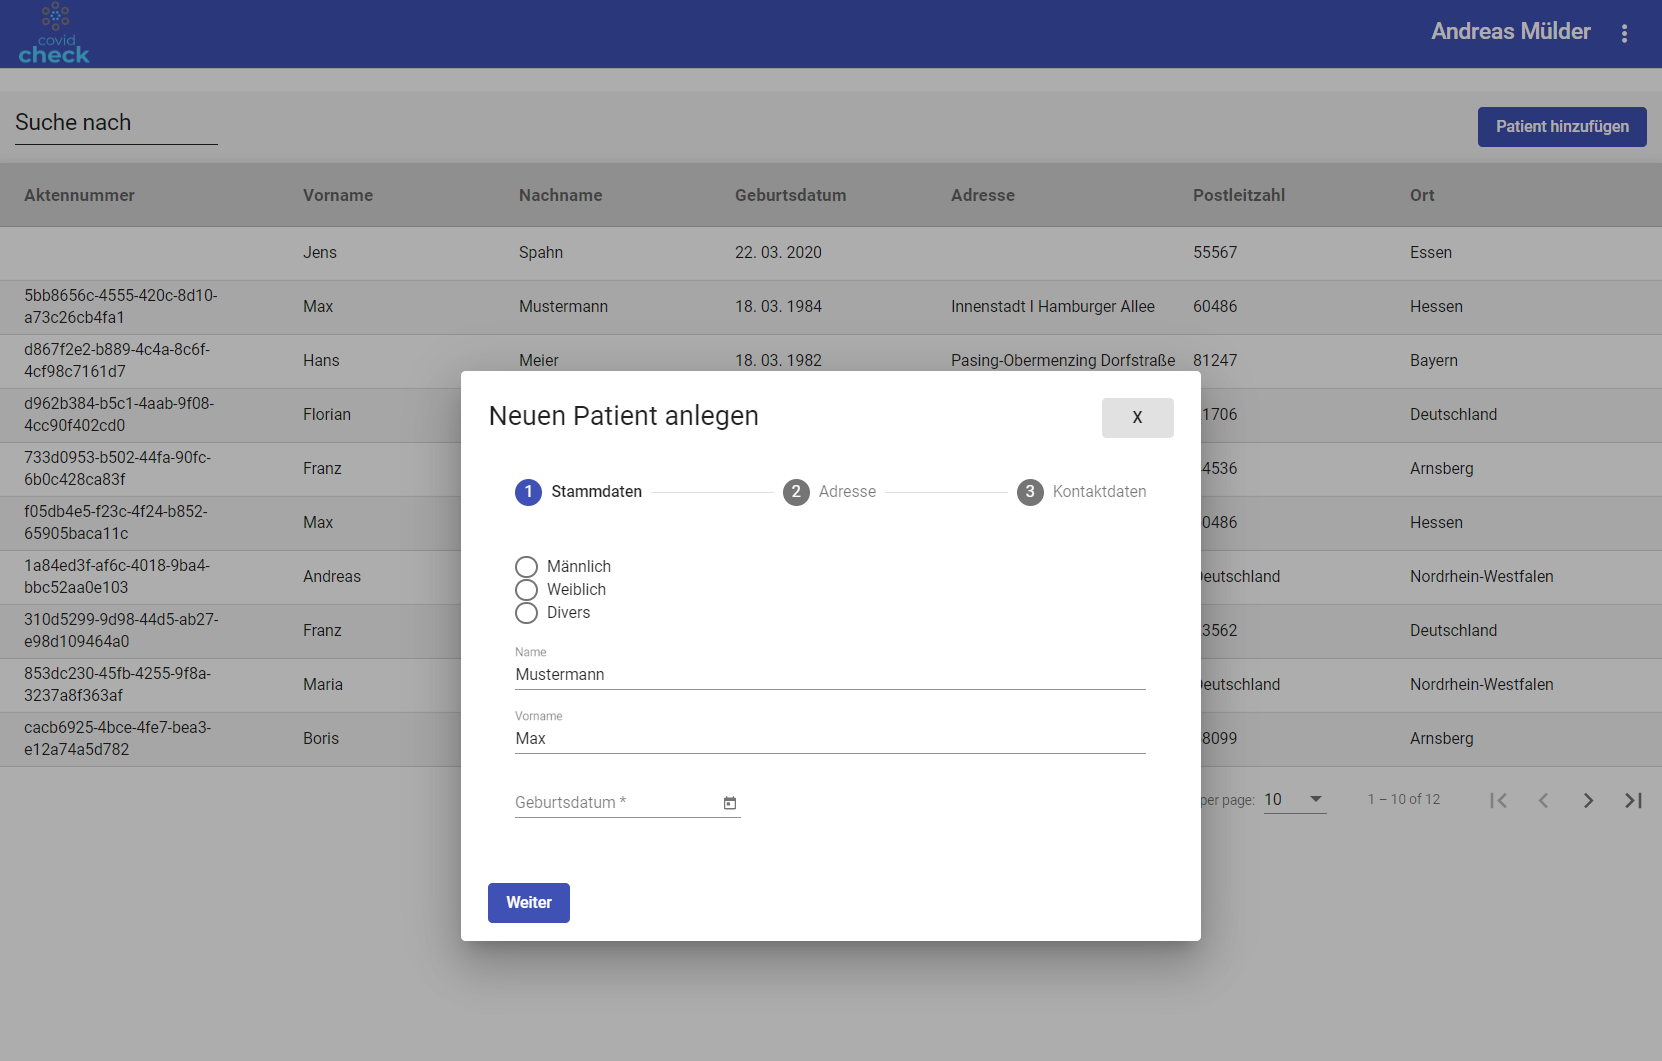 covid
check
Andreas Mülder
Suche nach
Patient hinzufügen
Aktennummer Vorname Nachname Geburtsdatum Adresse Postleitzahl Ort
Jens Spahn 22. 03. 2020 55567 Essen
5bb8656c-4555-420c-8d10-
a73c26cb4fa1
Max Mustermann 18. 03. 1984 Innenstadt I Hamburger Allee 60486 Hessen
d867f2e2-b889-4c4a-8c6f-
4cf98c7161d7
Hans Meier 18. 03. 1982 Pasing-Obermenzing Dorfstraße 81247 Bayern
d962b384-b5c1-4aab-9f08-
4cc90f402cd0
Florian 1706 Deutschland
733d0953-b502-44fa-90fc-
6b0c428ca83f
Franz 4536 Arnsberg
f05db4e5-f23c-4f24-b852-
65905baca11c
Max 0486 Hessen
1a84ed3f-af6c-4018-9ba4-
bbc52aa0e103
Andreas eutschland Nordrhein-Westfalen
310d5299-9d98-44d5-ab27-
e98d109464a0
Franz 3562 Deutschland
853dc230-45fb-4255-9f8a-
3237a8f363af
Maria eutschland Nordrhein-Westfalen
cacb6925-4bce-4fe7-bea3-
e12a74a5d782
Boris 8099 Arnsberg
per page: 10 1 – 10 of 12
Neuen Patient anlegen
X
1 Stammdaten 2 Adresse 3 Kontaktdaten
Männlich
Weiblich
Divers
Name
Mustermann
Vorname
Max
Geburtsdatum *
Weiter